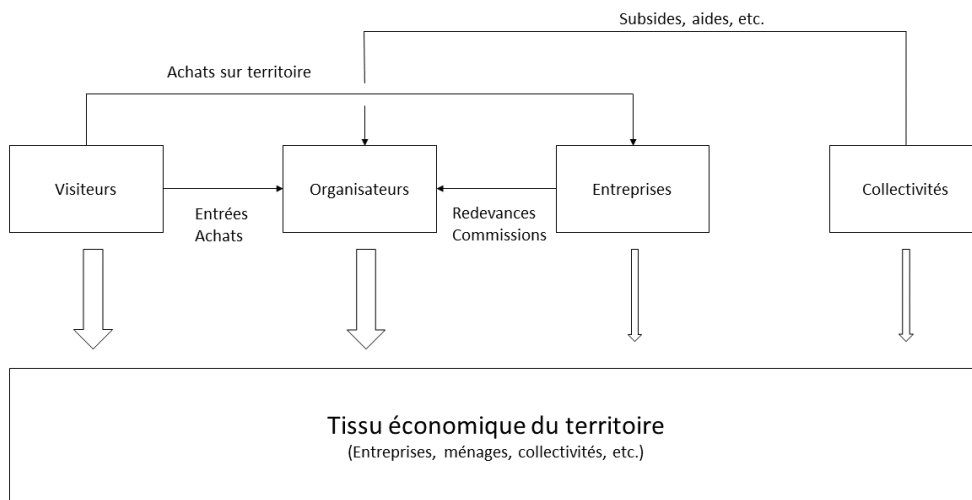 Subsides, aides, etc.
Achats sur territoire
Visiteurs
Organisateurs
Entreprises
Collectivités
Entrées
Achats
Redevances
Commissions
Tissu économique du territoire
(Entreprises, ménages, collectivités, etc.)